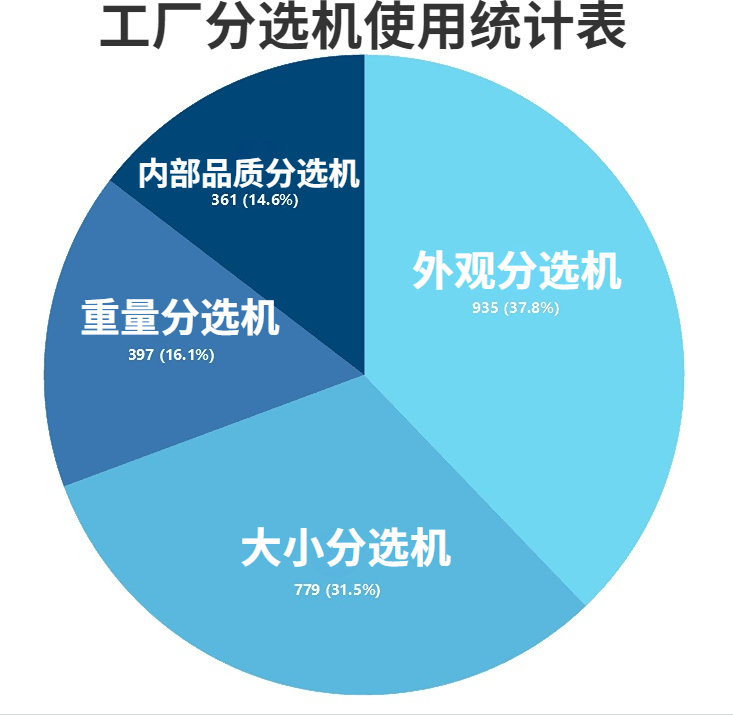 工厂分选机使用统计表
内部品质分选机
361 (14.6%)
外观分选机
935 (37.8%)
重量分选机
397 (16.1%)
大小分选机
779 (31.5%)